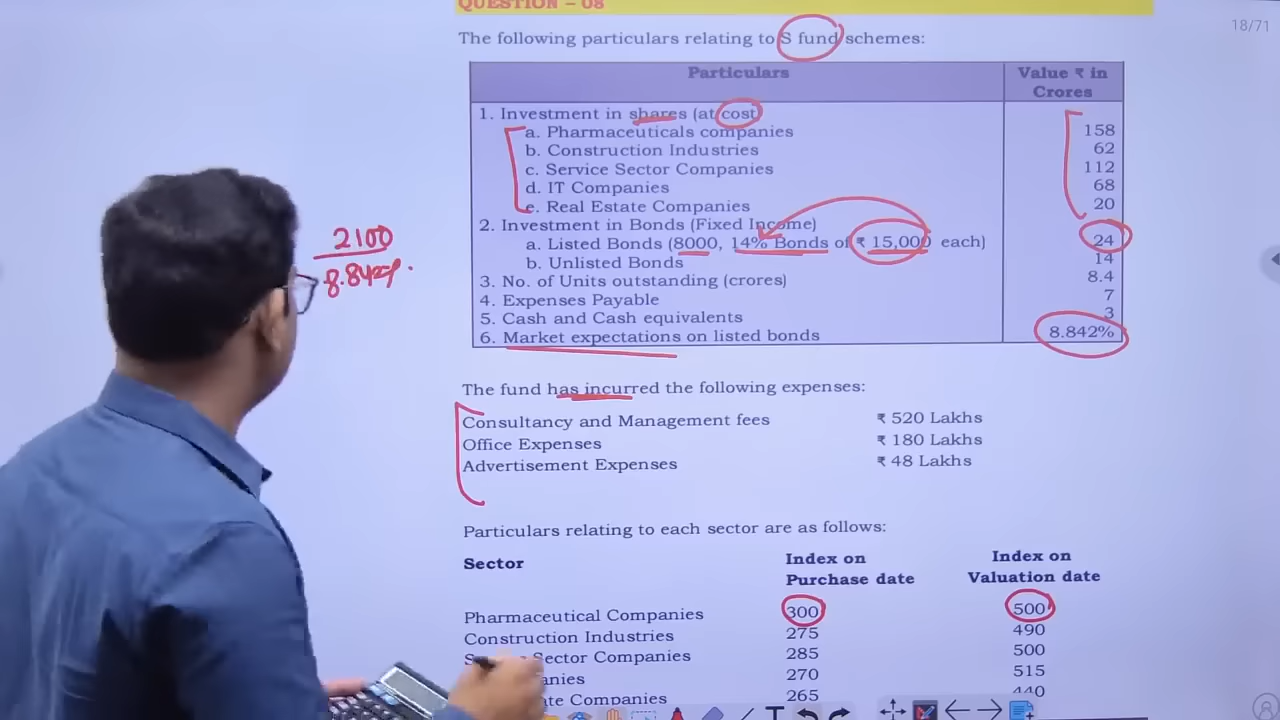 QUESTION – 08
18/71
The following particulars relating to S fund schemes:
Particulars Value ₹ in Crores
1. Investment in shares (at cost)
a. Pharmaceuticals companies 158
b. Construction Industries 62
c. Service Sector Companies 112
d. IT Companies 68
e. Real Estate Companies 20
2. Investment in Bonds (Fixed Income)
a. Listed Bonds (8000, 14% Bonds of ₹ 15,000 each) 24
b. Unlisted Bonds 14
3. No. of Units outstanding (crores) 8.4
4. Expenses Payable 7
5. Cash and Cash equivalents 3
6. Market expectations on listed bonds 8.842%
2100
8.842%.
The fund has incurred the following expenses:
Consultancy and Management fees ₹ 520 Lakhs
Office Expenses ₹ 180 Lakhs
Advertisement Expenses ₹ 48 Lakhs
Particulars relating to each sector are as follows:
Sector Index on Purchase date Index on Valuation date
Pharmaceutical Companies 300 500
Construction Industries 275 490
Sector Companies 285 500
270 515
Companies 265 440
T